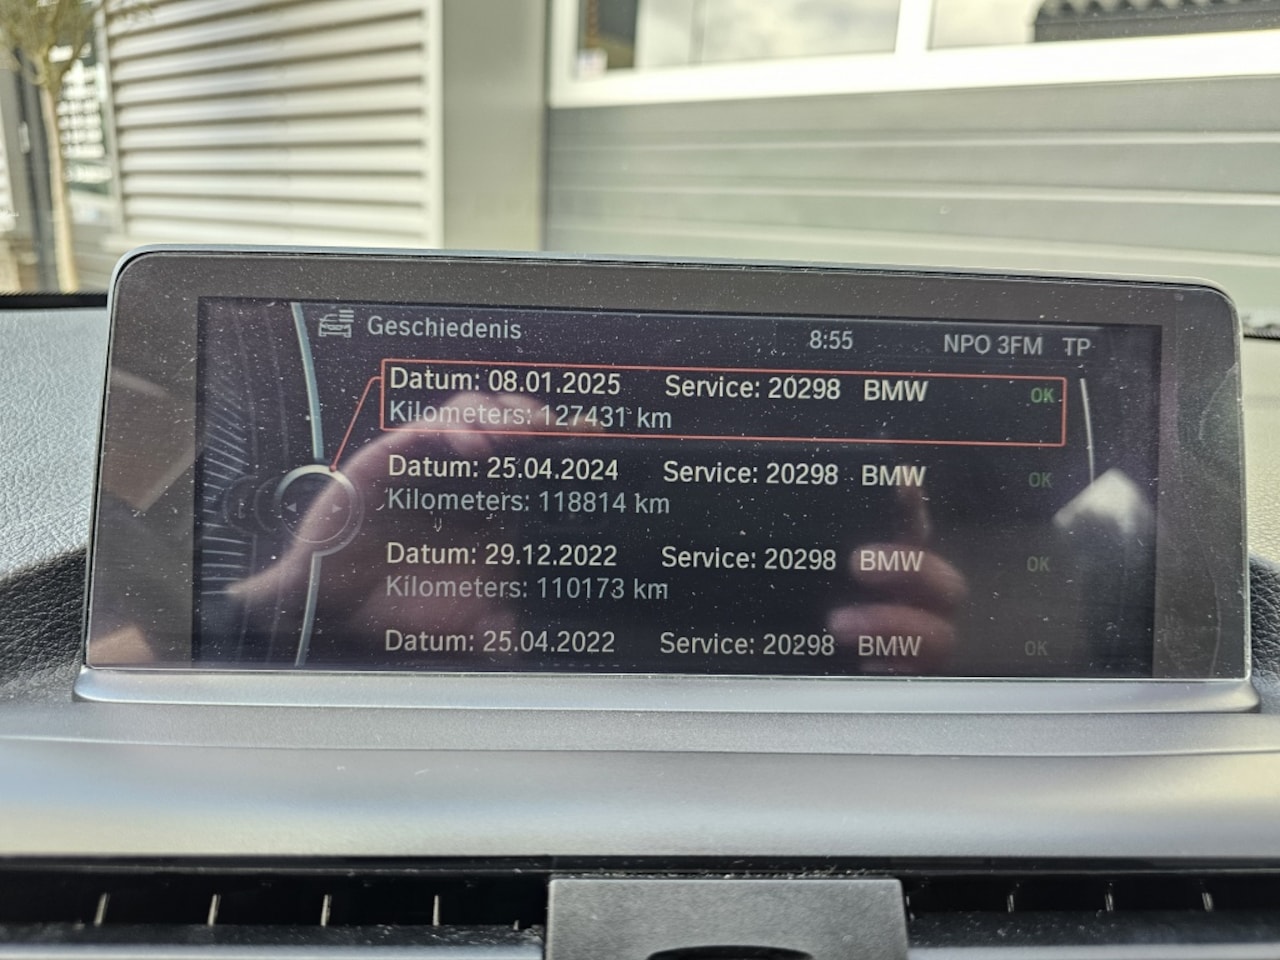 Geschiedenis 8:55 NPO 3FM TP
Datum: 08.01.2025 Service: 20298 BMW OK
Kilometers: 127431 km
Datum: 25.04.2024 Service: 20298 BMW OK
Kilometers: 118814 km
Datum: 29.12.2022 Service: 20298 BMW OK
Kilometers: 110173 km
Datum: 25.04.2022 Service: 20298 BMW OK